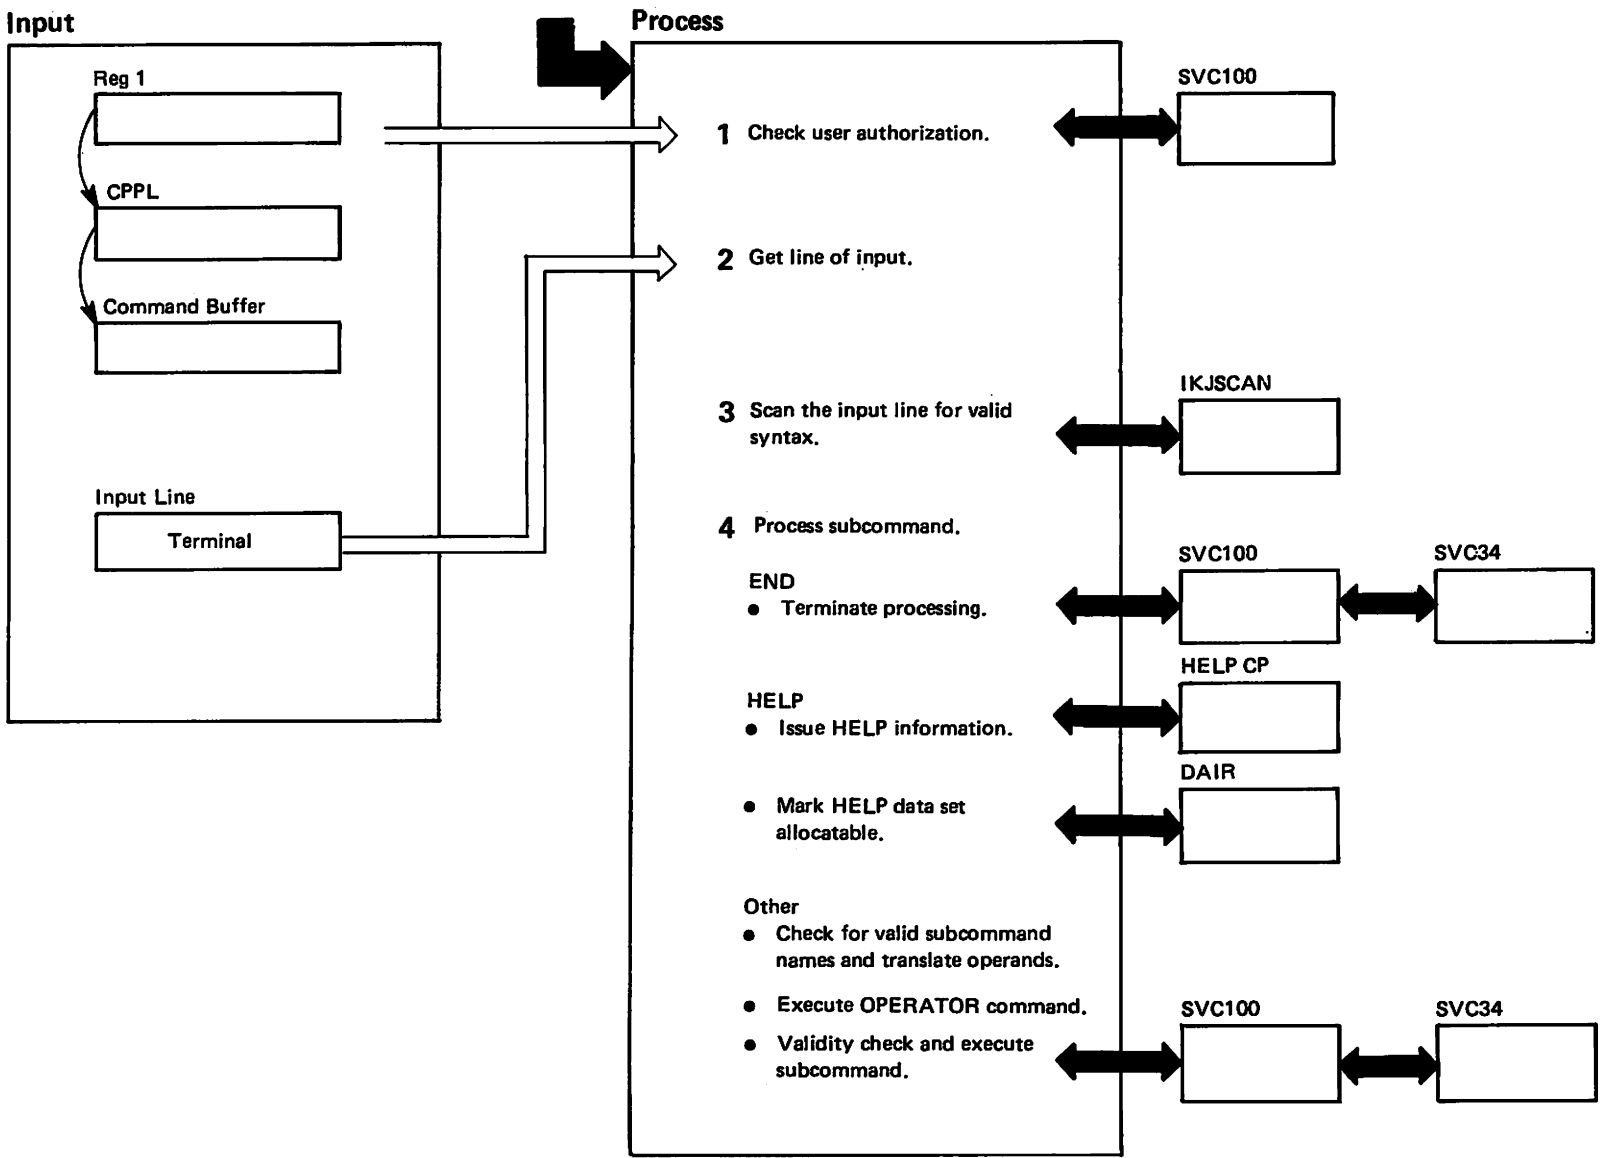 Input
Reg 1
CPPL
Command Buffer
Input Line
Terminal
Process
1 Check user authorization.
SVC100
2 Get line of input.
3 Scan the input line for valid
syntax.
IKJSCAN
4 Process subcommand.
END
• Terminate processing.
SVC100
SVC34
HELP
• Issue HELP information.
HELP CP
• Mark HELP data set
allocatable.
DAIR
Other
• Check for valid subcommand
names and translate operands.
• Execute OPERATOR command.
• Validity check and execute
subcommand.
SVC100
SVC34